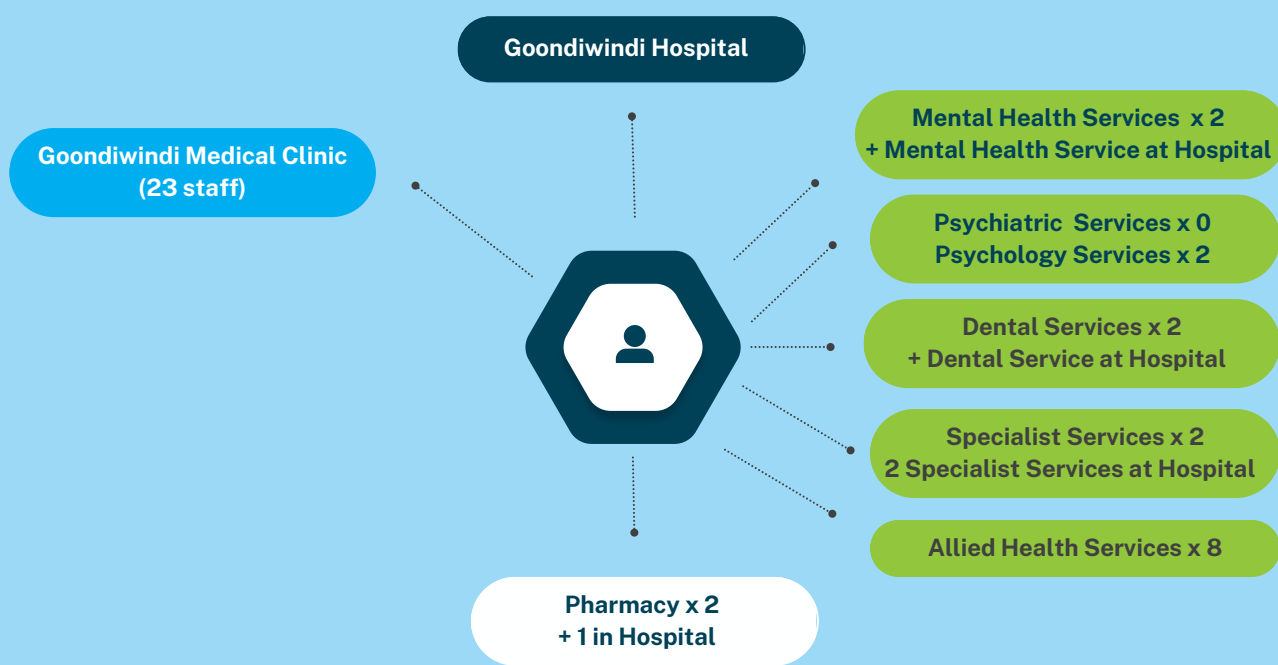 Goondiwindi Hospital
Goondiwindi Medical Clinic
(23 staff)
Mental Health Services x 2
+ Mental Health Service at Hospital
Psychiatric Services x 0
Psychology Services x 2
Dental Services x 2
+ Dental Service at Hospital
Specialist Services x 2
2 Specialist Services at Hospital
Allied Health Services x 8
Pharmacy x 2
+ 1 in Hospital